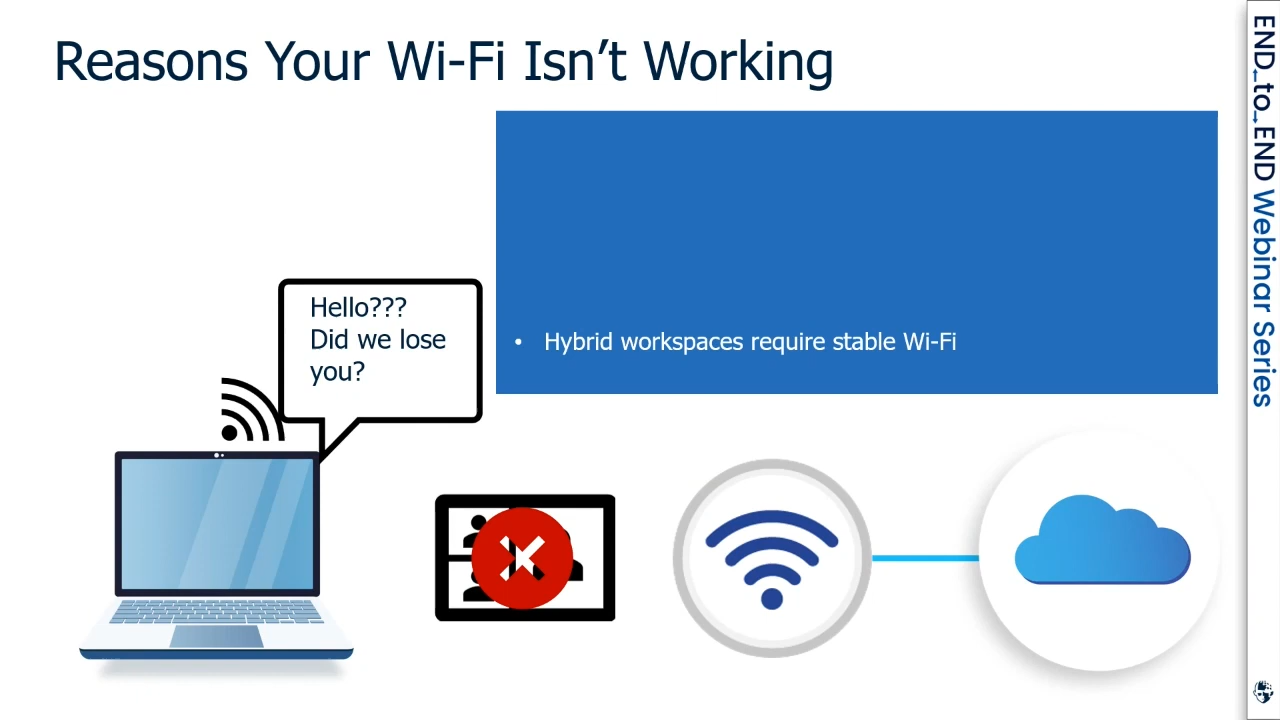 Reasons Your Wi-Fi Isn’t Working
• Hybrid workspaces require stable Wi-Fi
Hello???
Did we lose
you?
END_to_END Webinar Series